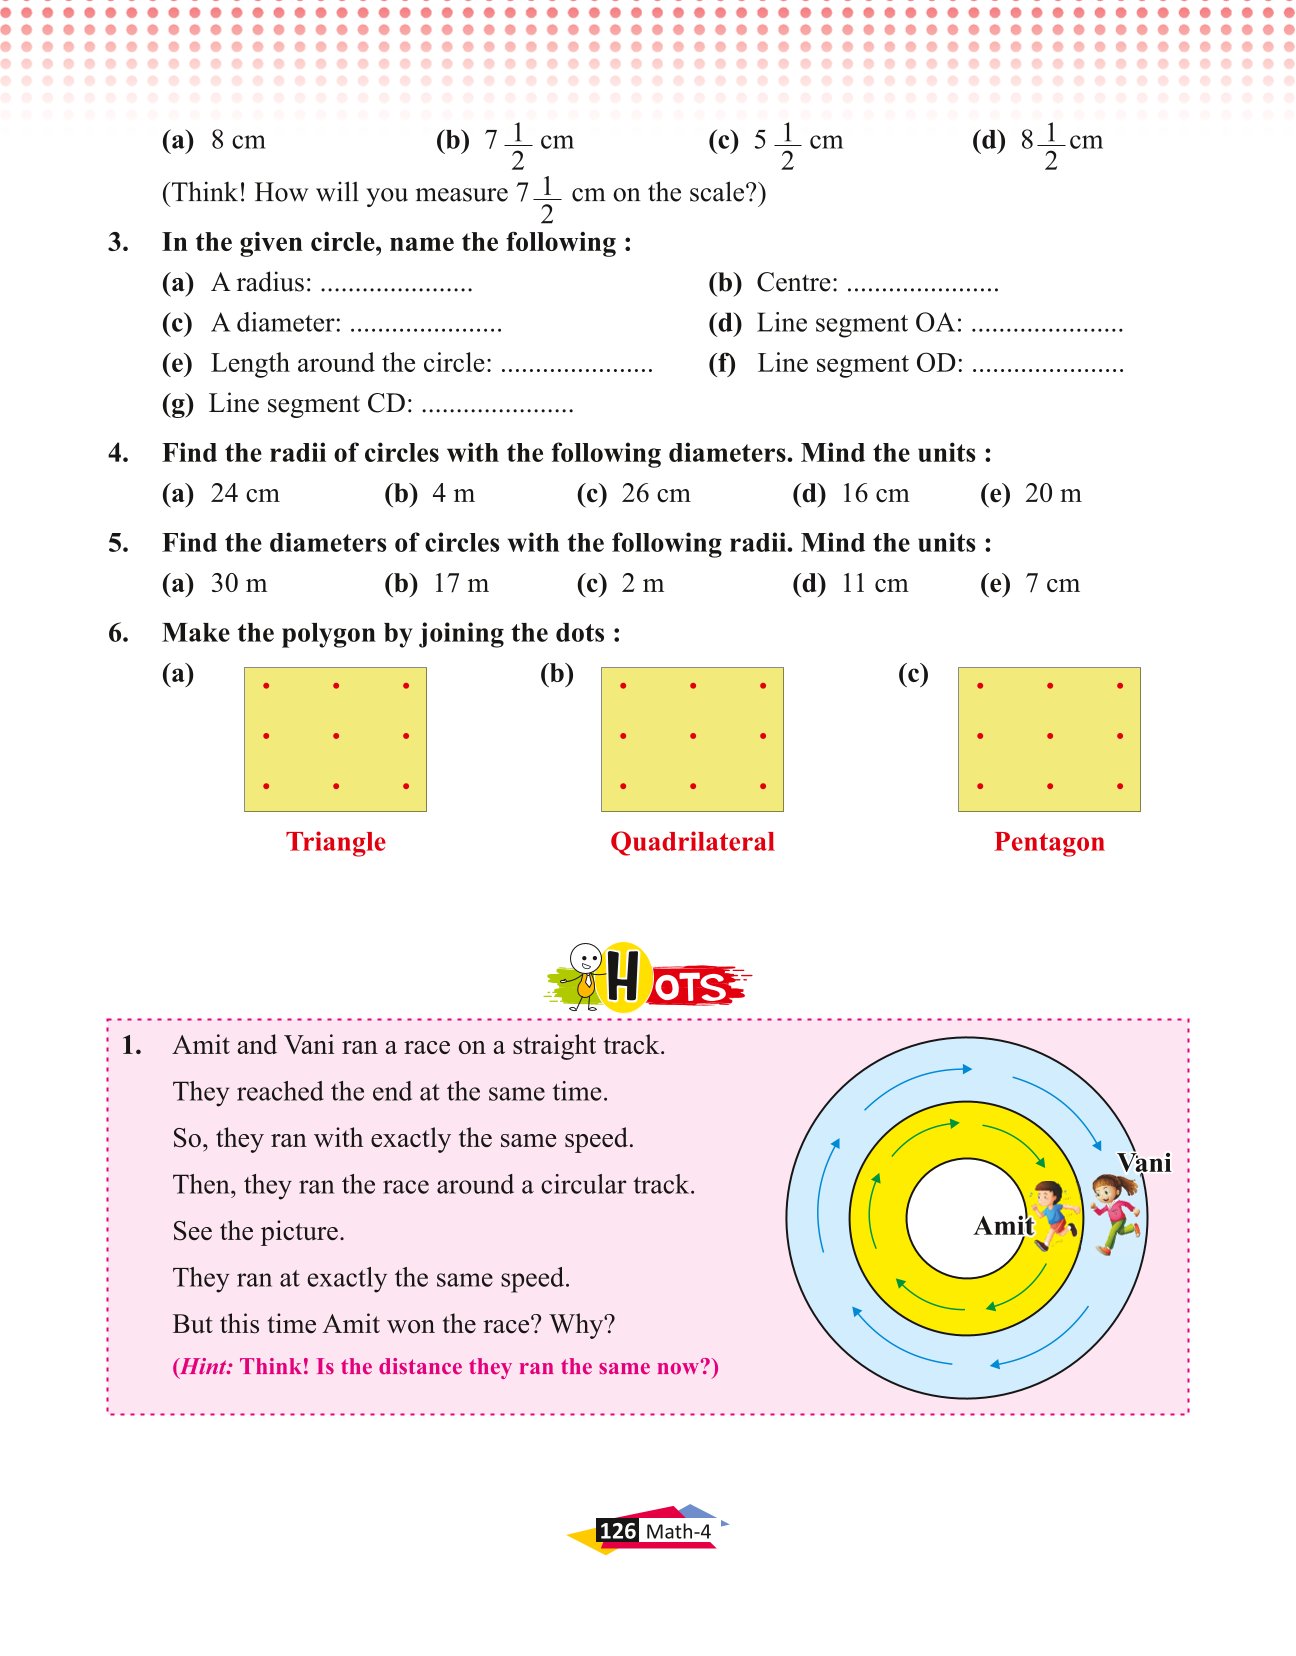 (a) 8 cm (b) 7 1/2 cm (c) 5 1/2 cm (d) 8 1/2 cm
(Think! How will you measure 7 1/2 cm on the scale?)
3. In the given circle, name the following :
(a) A radius: ...................... (b) Centre: ......................
(c) A diameter: ...................... (d) Line segment OA: ......................
(e) Length around the circle: ...................... (f) Line segment OD: ......................
(g) Line segment CD: ......................
4. Find the radii of circles with the following diameters. Mind the units :
(a) 24 cm (b) 4 m (c) 26 cm (d) 16 cm (e) 20 m
5. Find the diameters of circles with the following radii. Mind the units :
(a) 30 m (b) 17 m (c) 2 m (d) 11 cm (e) 7 cm
6. Make the polygon by joining the dots :
(a) (b) (c)
Triangle Quadrilateral Pentagon
HOTS
1. Amit and Vani ran a race on a straight track.
They reached the end at the same time.
So, they ran with exactly the same speed.
Then, they ran the race around a circular track.
See the picture.
They ran at exactly the same speed.
But this time Amit won the race? Why?
(Hint: Think! Is the distance they ran the same now?)
Vani
Amit
126 Math-4